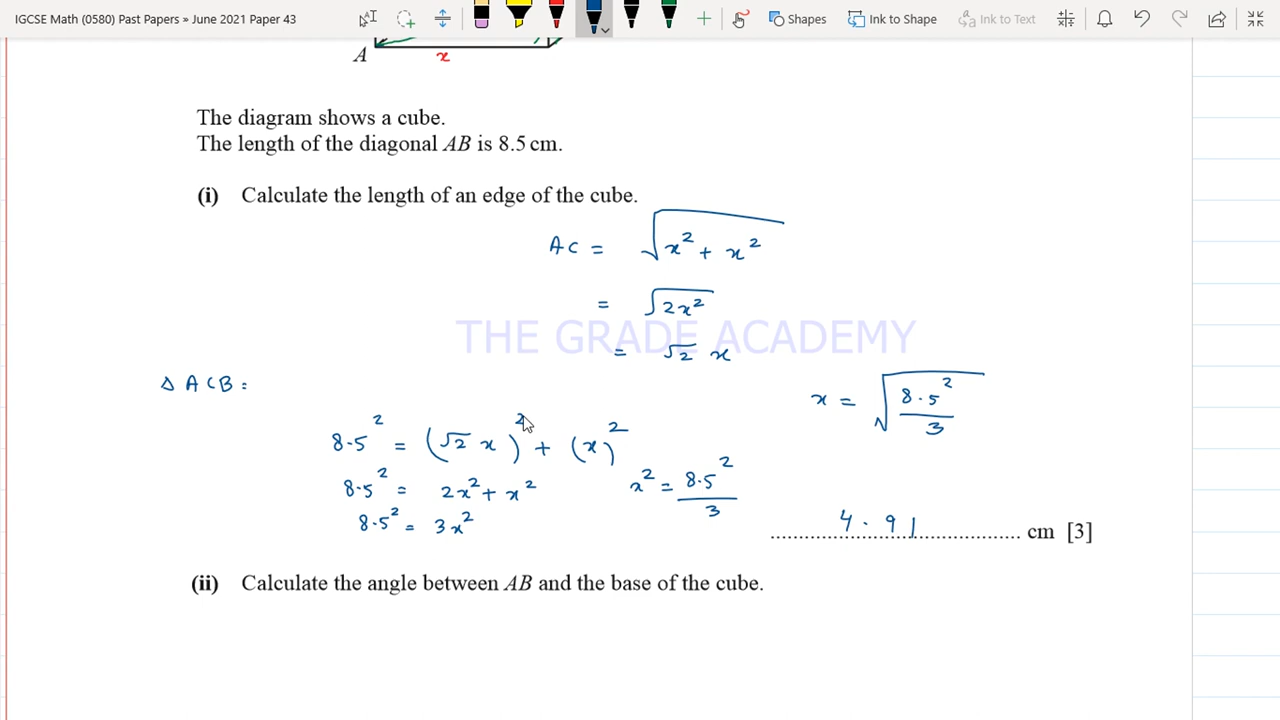 IGCSE Math (0580) Past Papers » June 2021 Paper 43
Shapes
Ink to Shape
Ink to Text
A
x
The diagram shows a cube.
The length of the diagonal AB is 8.5 cm.
(i) Calculate the length of an edge of the cube.
AC = √(x² + x²)
= √(2x²)
THE GRADE ACADEMY
= √2 x
Δ ACB:
x = √(8.5²/3)
8.5² = (√2 x)² + (x)²
8.5² = 2x² + x²
x² = 8.5²/3
8.5² = 3x²
4.91 cm [3]
(ii) Calculate the angle between AB and the base of the cube.